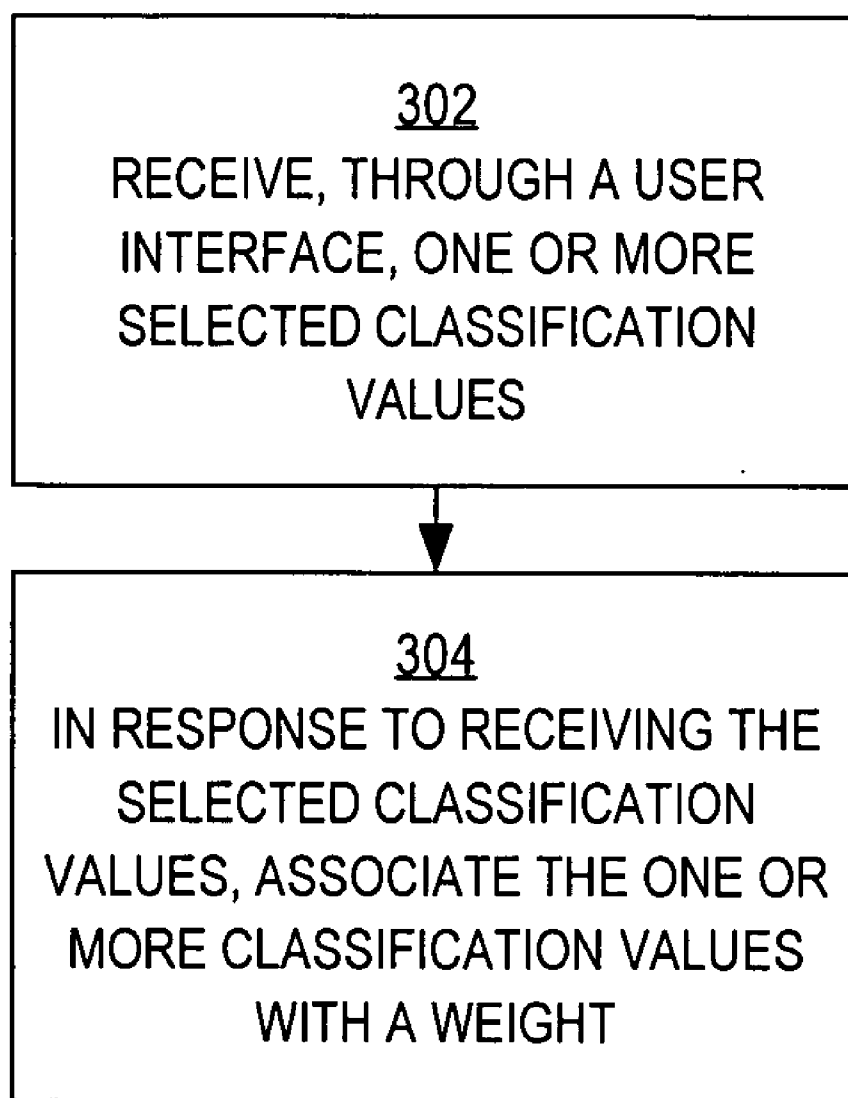 302
RECEIVE, THROUGH A USER
INTERFACE, ONE OR MORE
SELECTED CLASSIFICATION
VALUES
304
IN RESPONSE TO RECEIVING THE
SELECTED CLASSIFICATION
VALUES, ASSOCIATE THE ONE OR
MORE CLASSIFICATION VALUES
WITH A WEIGHT